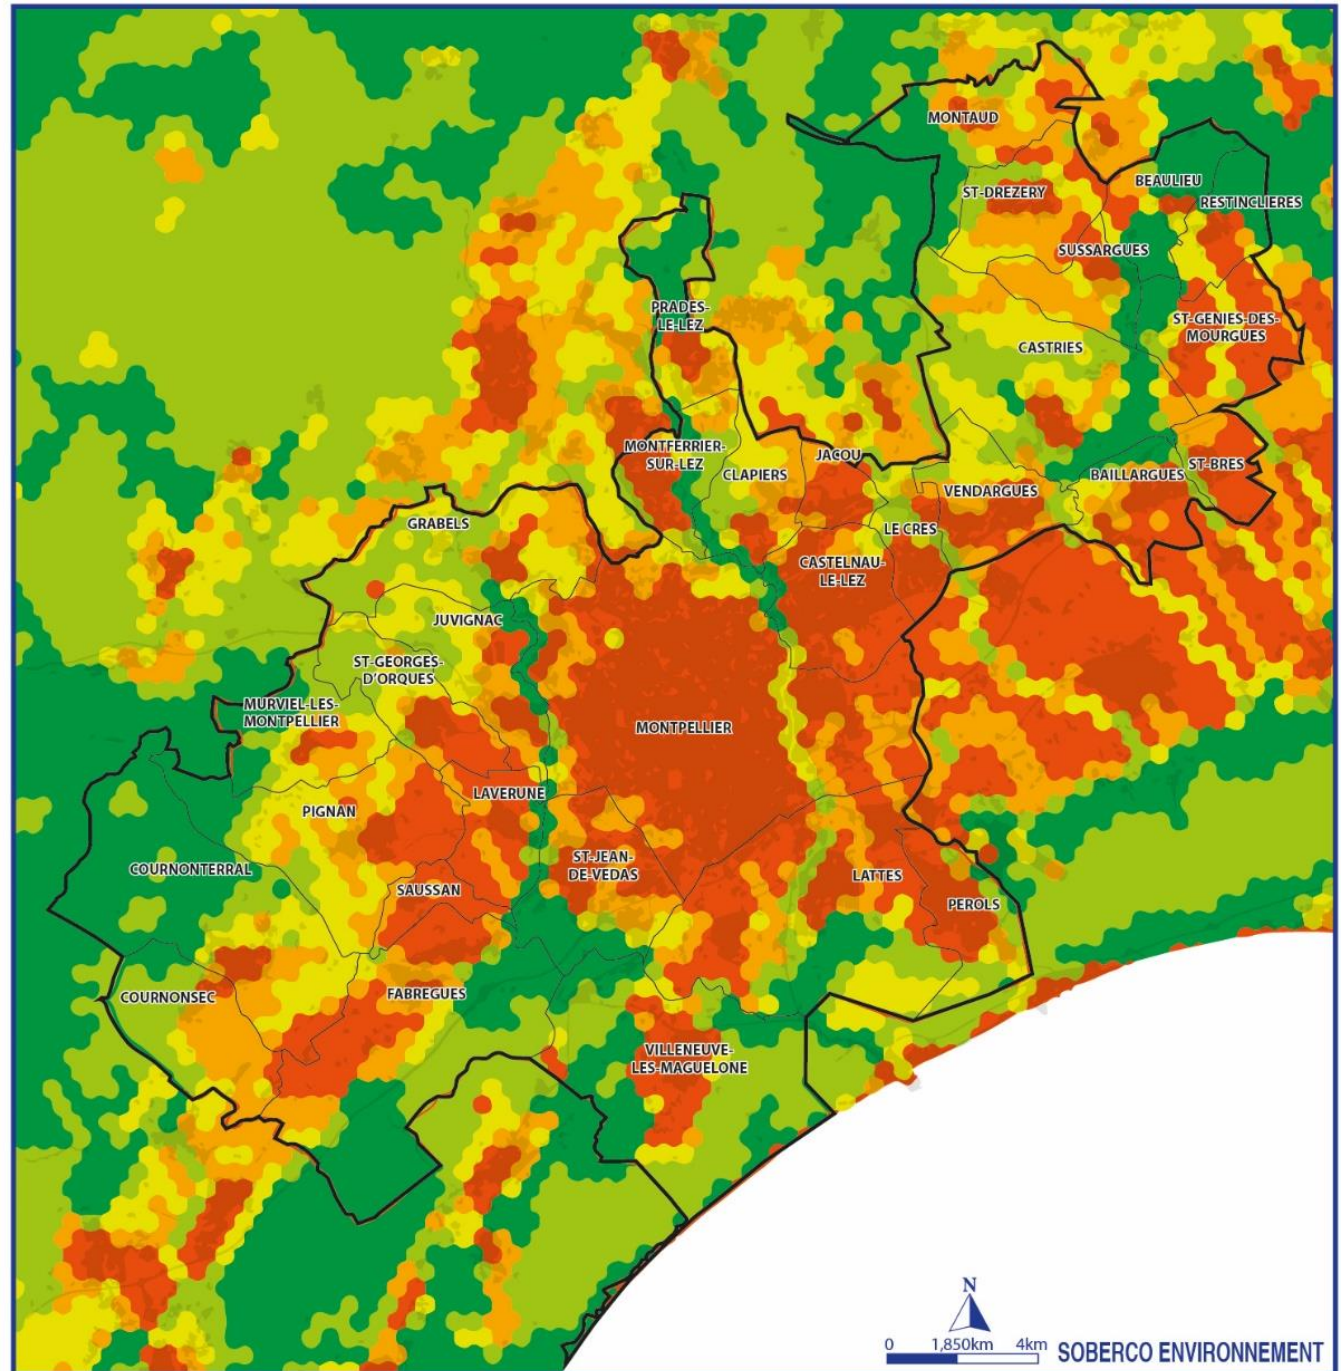 MONTAUD
BEAULIEU
ST-DREZERY
RESTINCLIERES
SUSSARGUES
PRADES-
LE-LEZ
ST-GENIES-DES-
MOURGUES
CASTRIES
MONTFERRIER-
SUR-LEZ
JACOU
CLAPIERS
ST-BRES
BAILLARGUES
VENDARGUES
GRABELS
LE CRES
CASTELNAU-
LE-LEZ
JUVIGNAC
ST-GEORGES-
D'ORQUES
MURVIEL-LES-
MONTPELLIER
MONTPELLIER
LAVERUNE
PIGNAN
ST-JEAN-
DE-VEDAS
COURNONTERRAL
LATTES
SAUSSAN
PEROLS
FABREGUES
COURNONSEC
VILLENEUVE-
LES-MAGUELONE
N
0 1,850km 4km
SOBERCO ENVIRONNEMENT